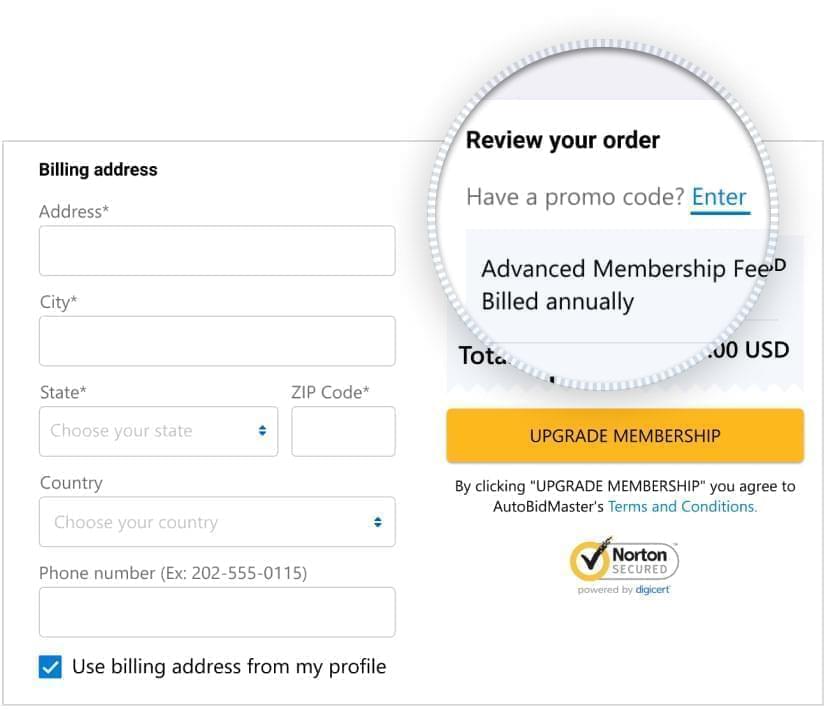 Billing address
Address*
City*
State* ZIP Code*
Choose your state
Country
Choose your country
Phone number (Ex: 202-555-0115)
Use billing address from my profile
Review your order
Have a promo code? Enter
Advanced Membership Fee
Billed annually
.00 USD
UPGRADE MEMBERSHIP
By clicking "UPGRADE MEMBERSHIP" you agree to
AutoBidMaster's Terms and Conditions.
Norton
SECURED
powered by digicert